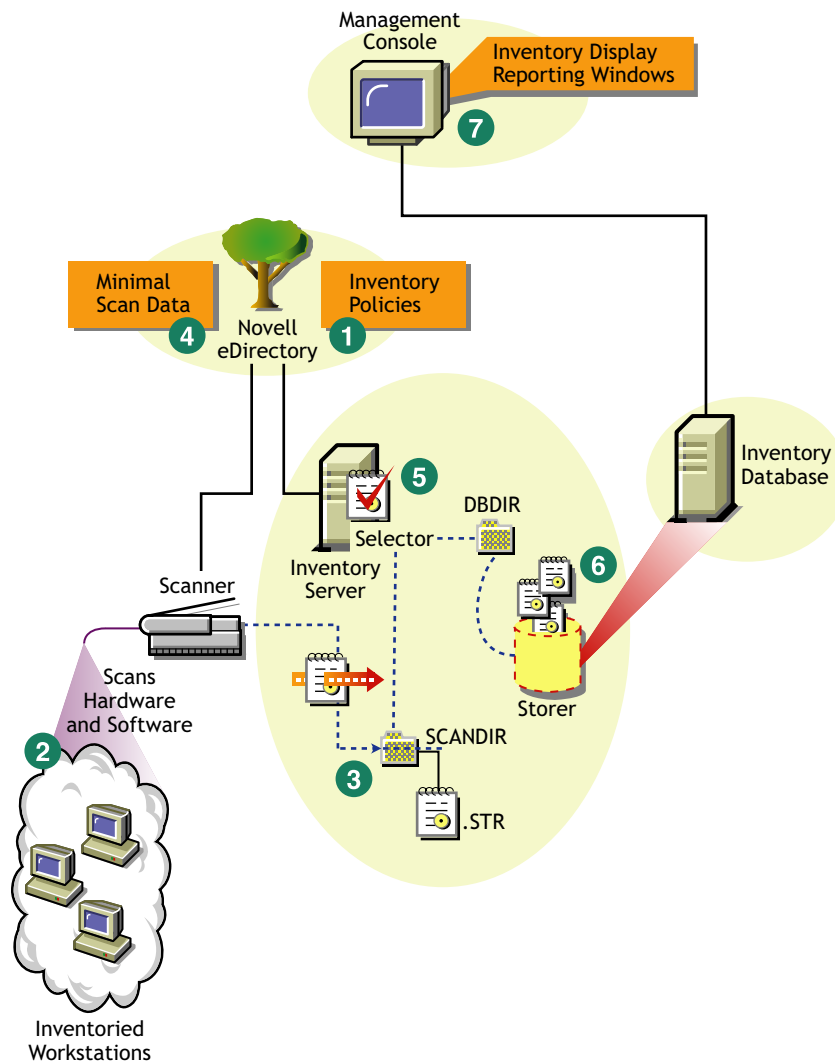 Management
Console
Inventory Display
Reporting Windows
7
Minimal
Scan Data
4
Novell
eDirectory
Inventory
Policies
1
Inventory
Database
5
Selector
Inventory
Server
DBDIR
6
Storer
Scanner
Scans
Hardware
and Software
2
SCANDIR
3
.STR
Inventoried
Workstations